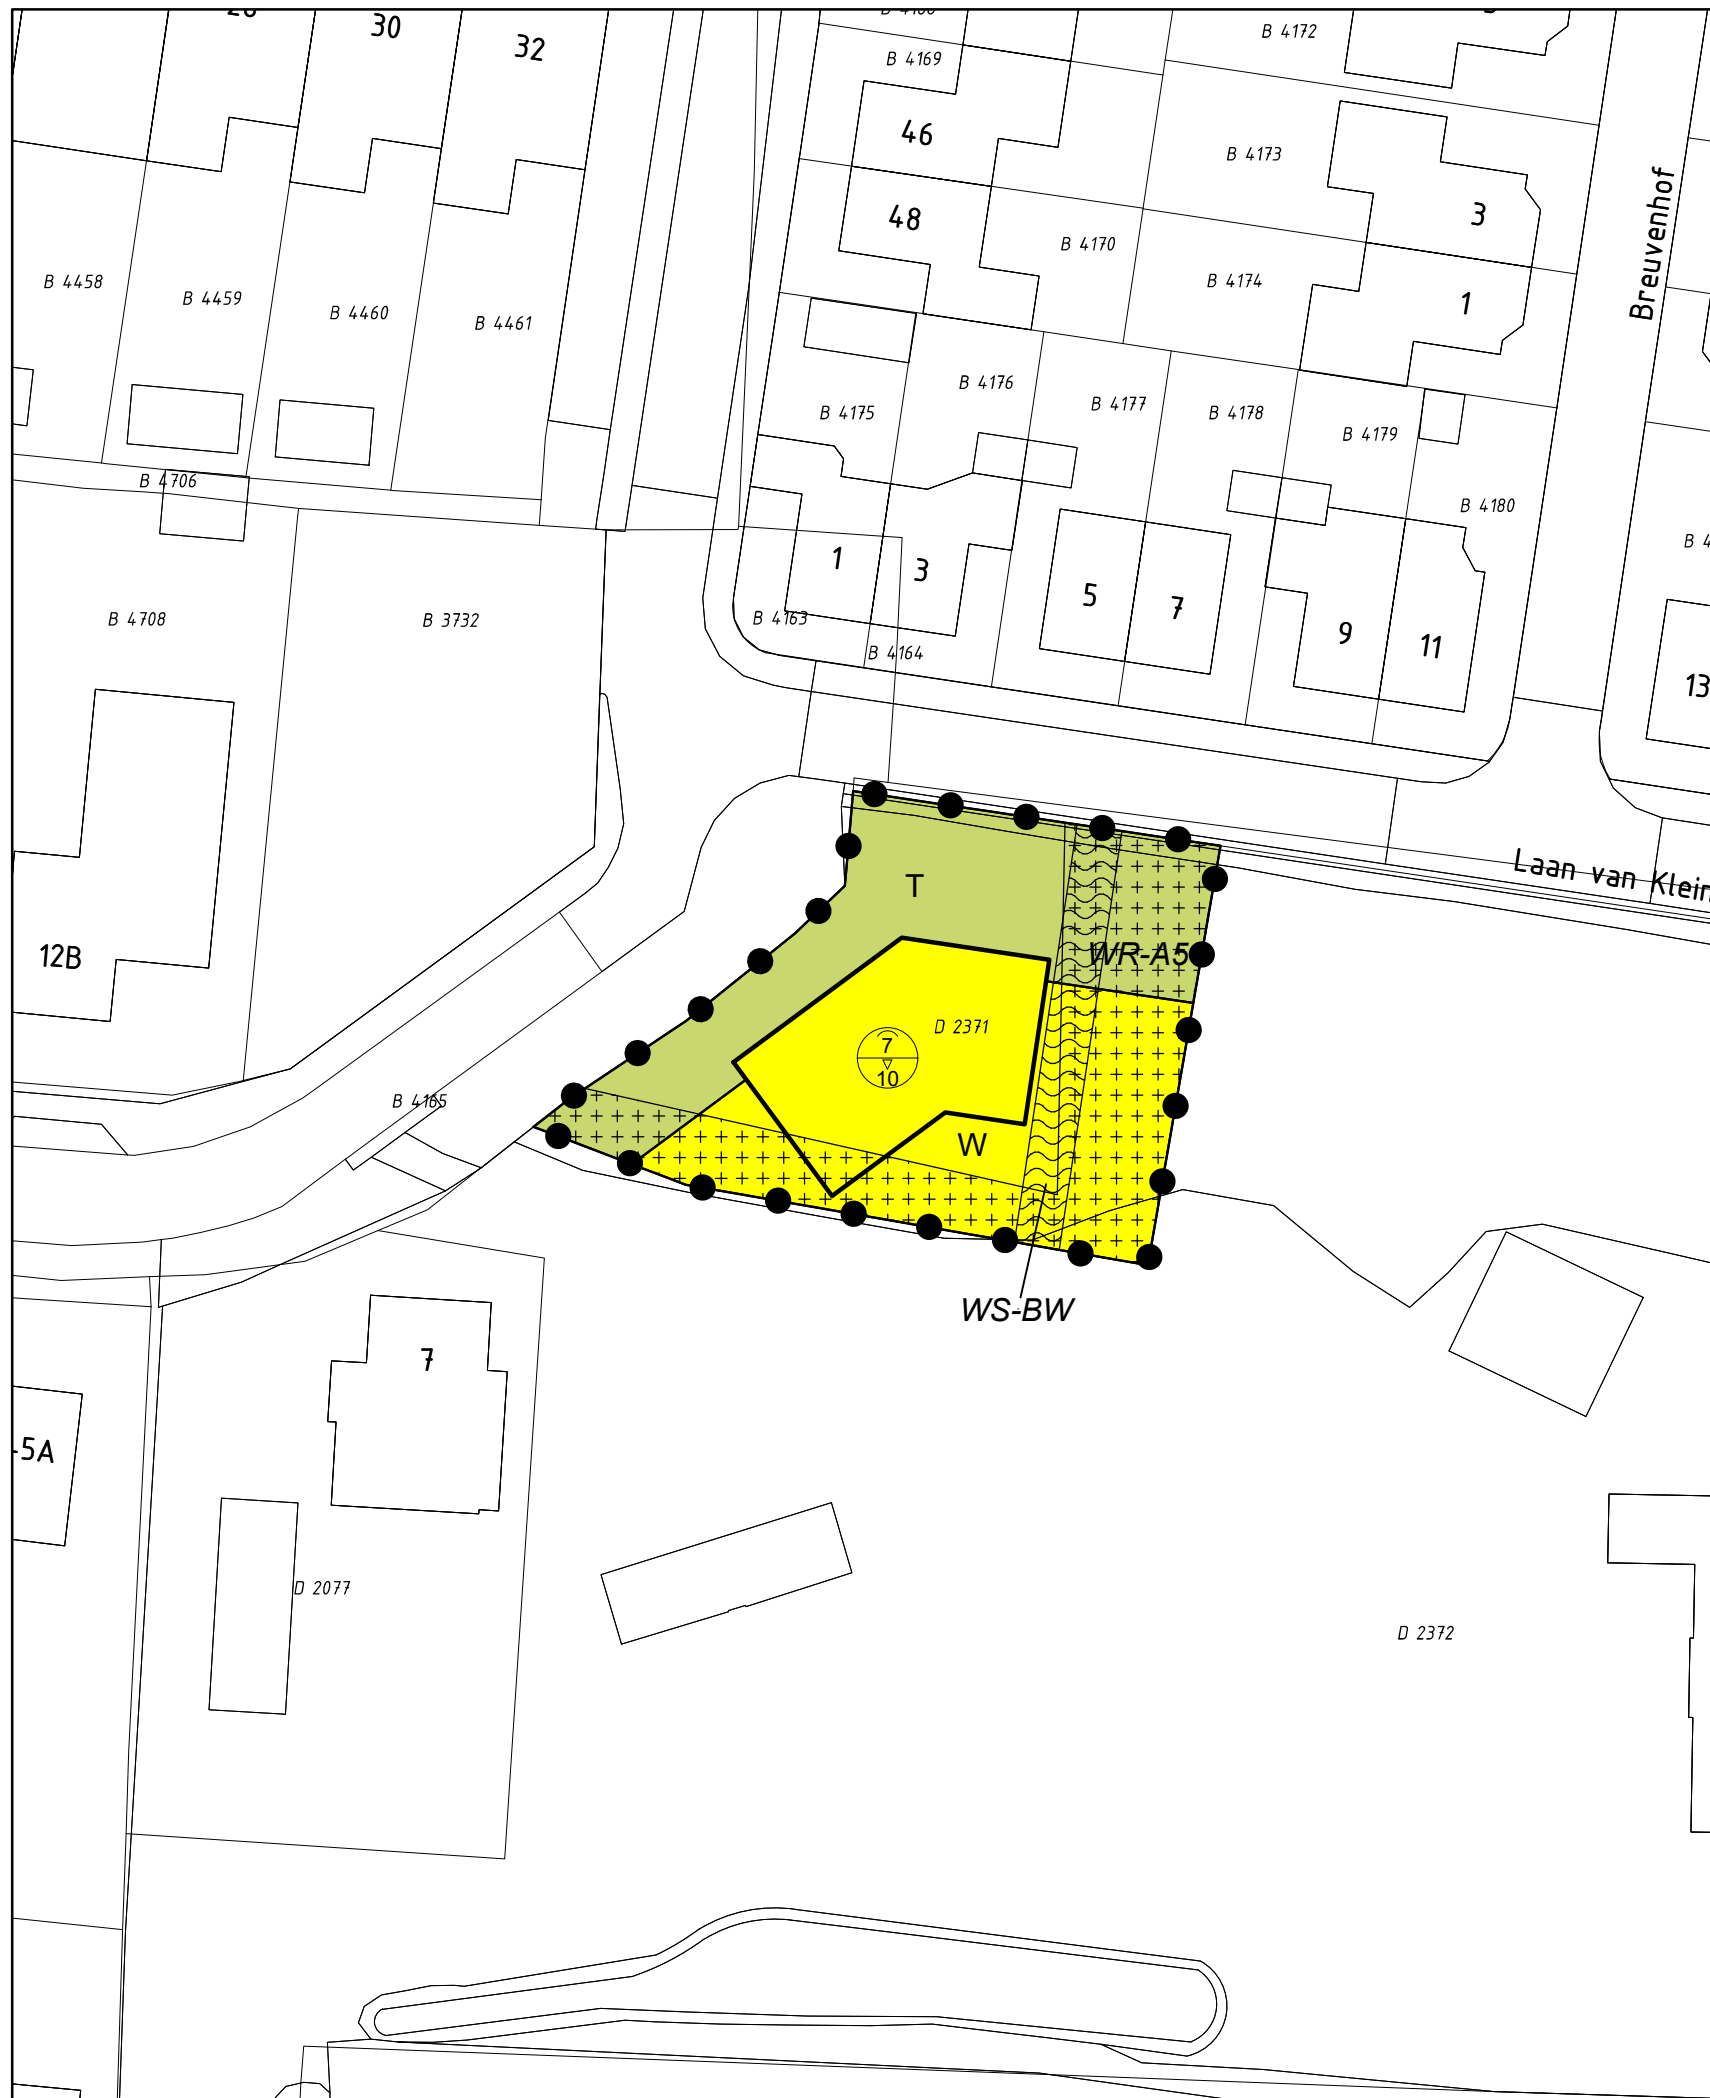 30
32
B 4172
B 4169
46
B 4173
Breuvenhof
3
48
B 4170
B 4174
1
B 4458
B 4459
B 4460
B 4461
B 4176
B 4177
B 4175
B 4178
B 4179
B 4706
B 4180
1
3
5
7
9
11
13
B 4708
B 3732
B 4163
B 4164
Laan van Klein
T
12B
WR-A5
D 2371
7
10
B 4165
W
WS-BW
7
-5A
D 2077
D 2372